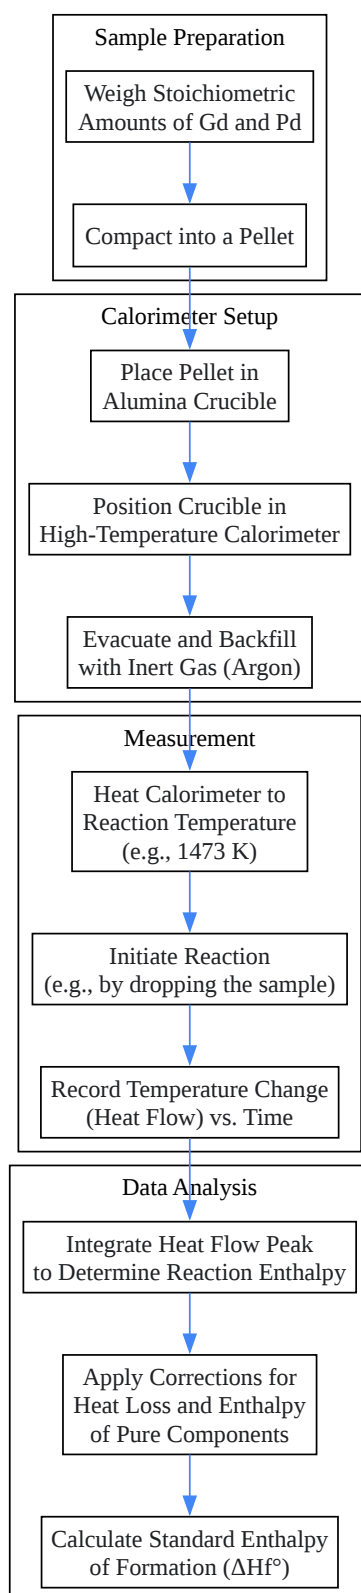 Sample Preparation
Weigh Stoichiometric
Amounts of Gd and Pd
Compact into a Pellet
Calorimeter Setup
Place Pellet in
Alumina Crucible
Position Crucible in
High-Temperature Calorimeter
Evacuate and Backfill
with Inert Gas (Argon)
Measurement
Heat Calorimeter to
Reaction Temperature
(e.g., 1473 K)
Initiate Reaction
(e.g., by dropping the sample)
Record Temperature Change
(Heat Flow) vs. Time
Data Analysis
Integrate Heat Flow Peak
to Determine Reaction Enthalpy
Apply Corrections for
Heat Loss and Enthalpy
of Pure Components
Calculate Standard Enthalpy
of Formation (ΔHf°)